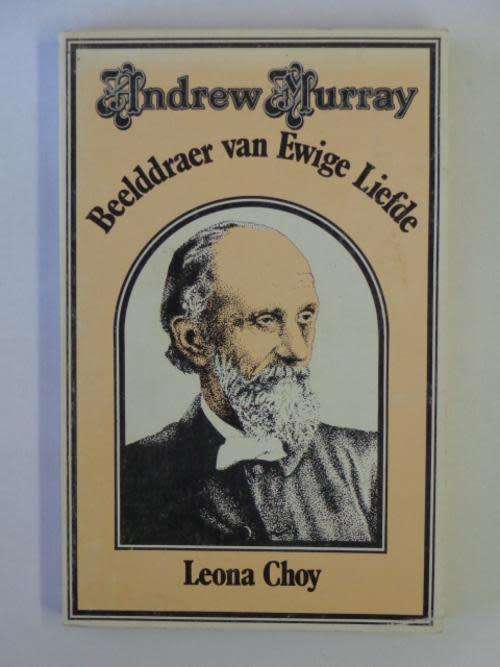 Andrew Murray
Beelddraer van Ewige Liefde
Leona Choy